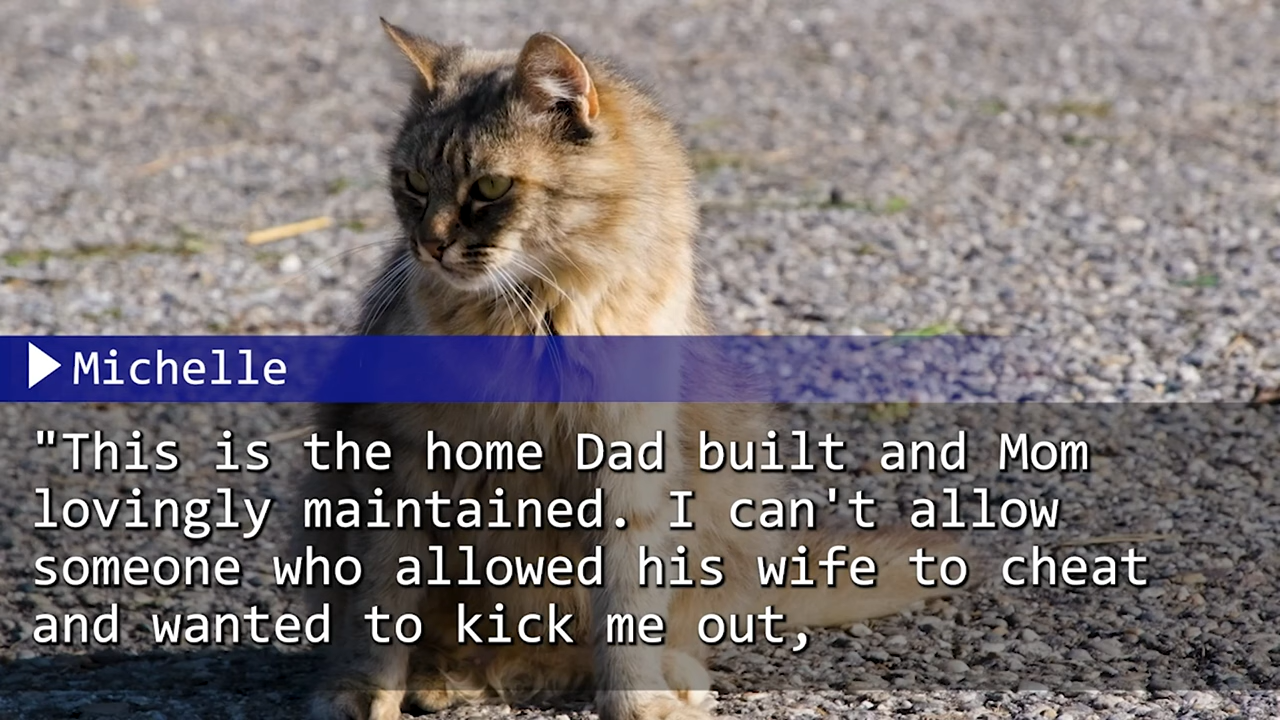 Michelle
"This is the home Dad built and Mom
lovingly maintained. I can't allow
someone who allowed his wife to cheat
and wanted to kick me out,